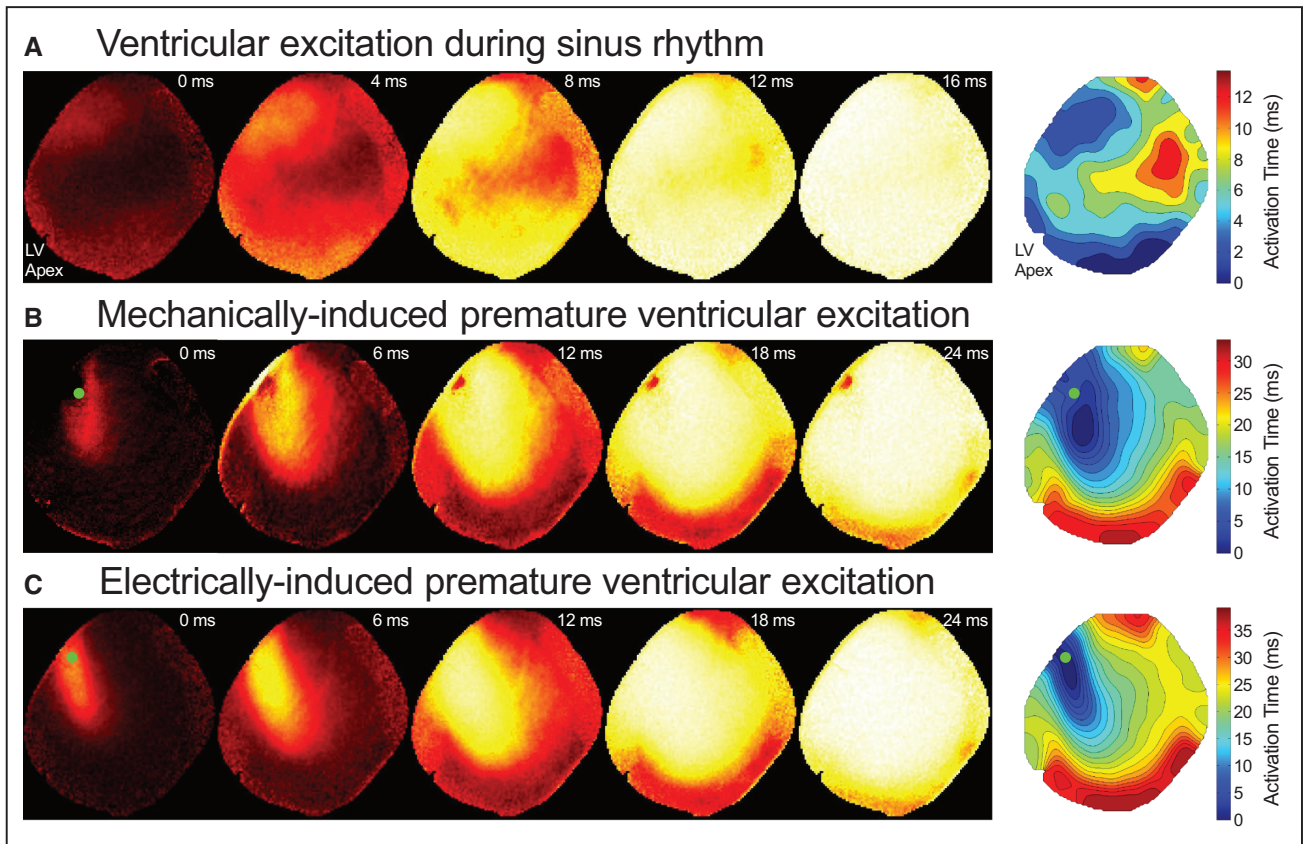 A Ventricular excitation during sinus rhythm
0 ms 4 ms 8 ms 12 ms 16 ms
LV
Apex
LV
Apex
12
10
8
6
4
2
0
Activation Time (ms)
B Mechanically-induced premature ventricular excitation
0 ms 6 ms 12 ms 18 ms 24 ms
30
25
20
15
10
5
0
Activation Time (ms)
C Electrically-induced premature ventricular excitation
0 ms 6 ms 12 ms 18 ms 24 ms
35
30
25
20
15
10
5
0
Activation Time (ms)